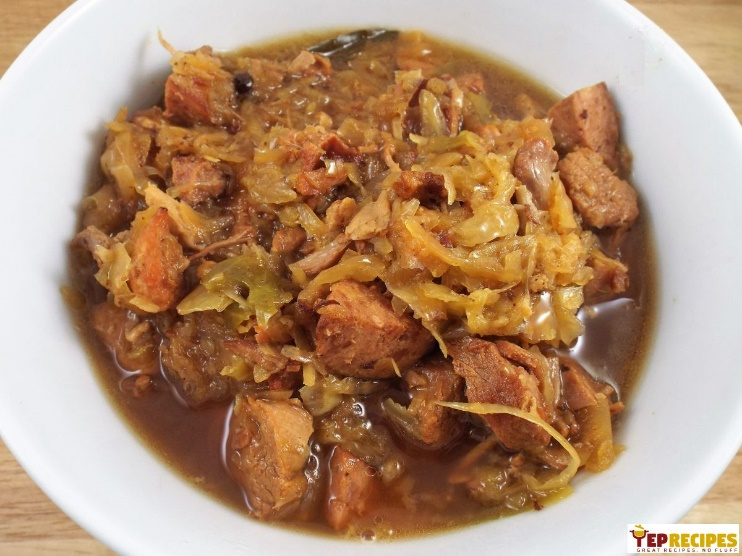 YEPRECIPES
GREAT RECIPES. NO FLUFF.